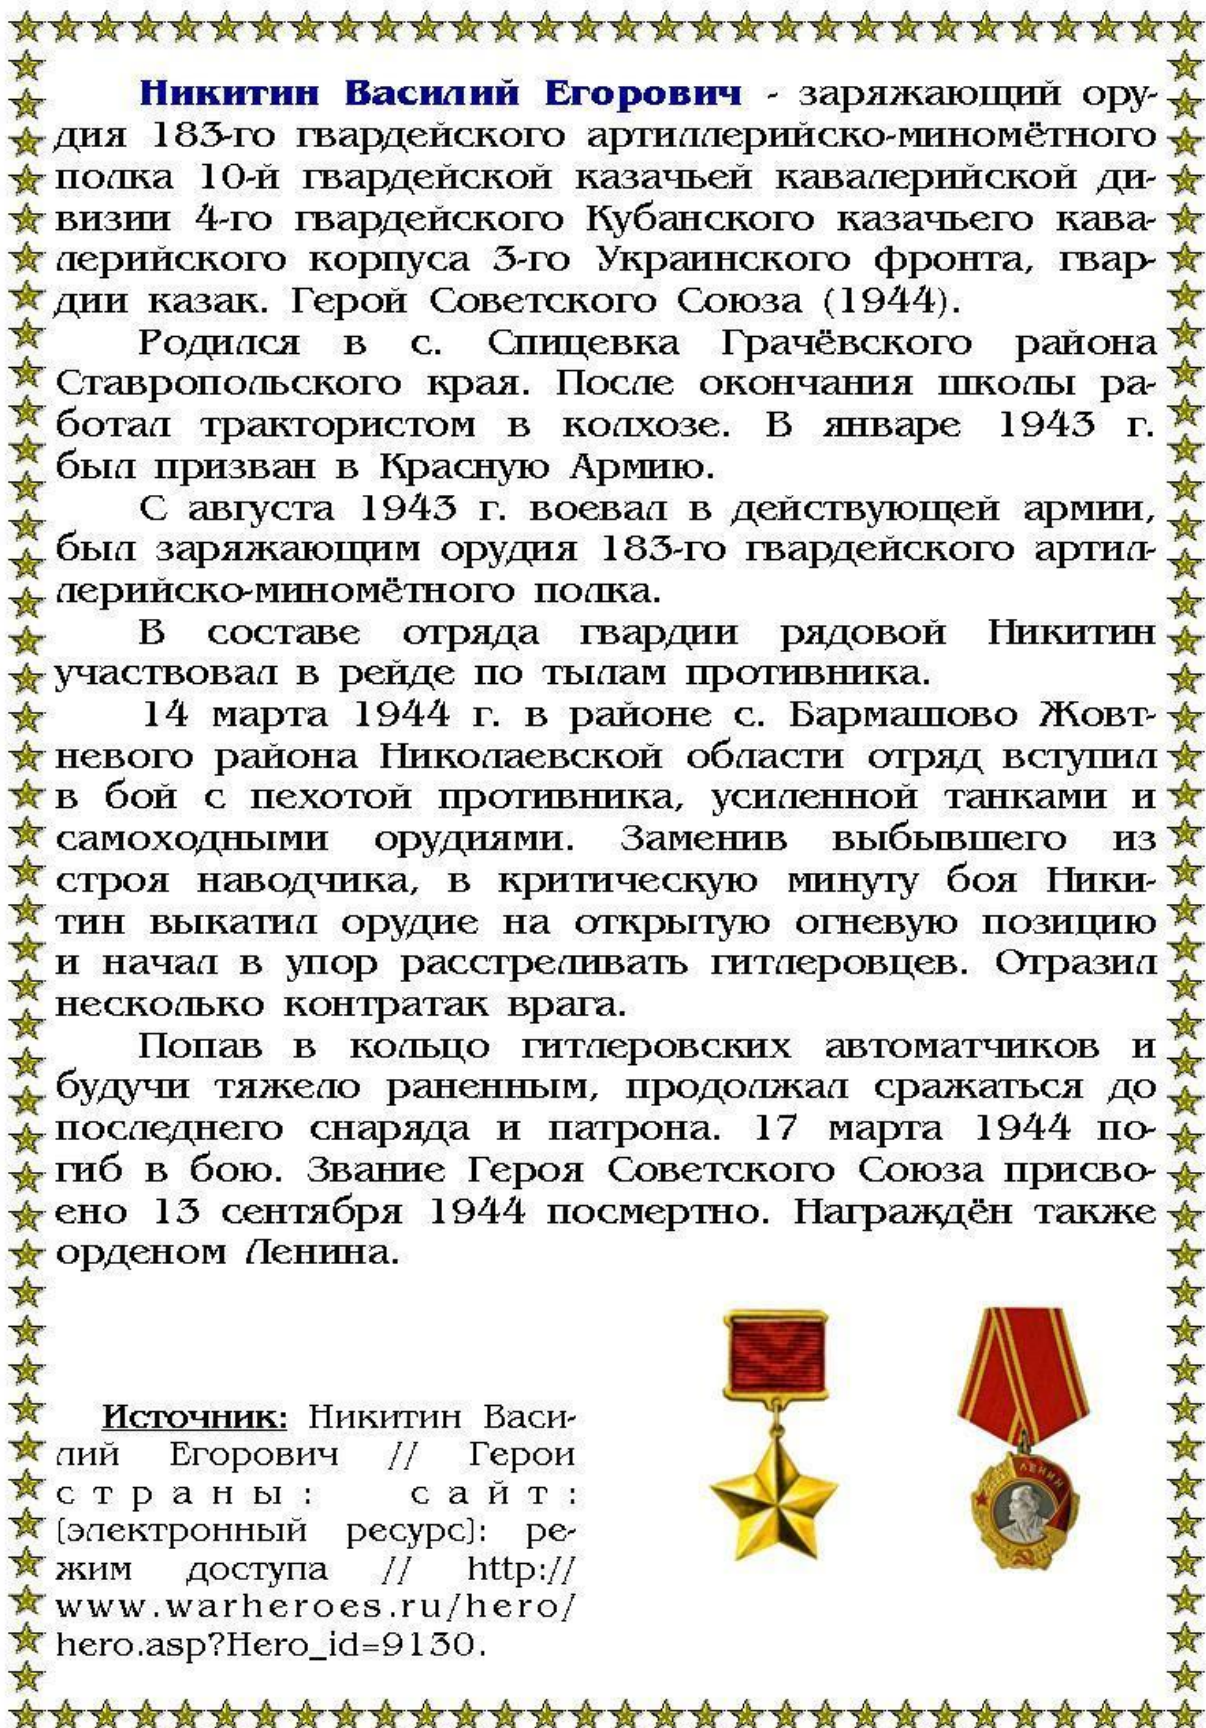 Никитин Василий Егорович - заряжающий ору-
дия 183-го гвардейского артиллерийско-миномётного
полка 10-й гвардейской казачьей кавалерийской ди-
визии 4-го гвардейского Кубанского казачьего кава-
лерийского корпуса 3-го Украинского фронта, гвар-
дии казак. Герой Советского Союза (1944).
Родился в с. Спицевка Грачёвского района
Ставропольского края. После окончания школы ра-
ботал трактористом в колхозе. В январе 1943 г.
был призван в Красную Армию.
С августа 1943 г. воевал в действующей армии,
был заряжающим орудия 183-го гвардейского артил-
лерийско-миномётного полка.
В составе отряда гвардии рядовой Никитин
участвовал в рейде по тылам противника.
14 марта 1944 г. в районе с. Бармашово Жовт-
невого района Николаевской области отряд вступил
в бой с пехотой противника, усиленной танками и
самоходными орудиями. Заменив выбывшего из
строя наводчика, в критическую минуту боя Ники-
тин выкатил орудие на открытую огневую позицию
и начал в упор расстреливать гитлеровцев. Отразил
несколько контратак врага.
Попав в кольцо гитлеровских автоматчиков и
будучи тяжело раненным, продолжал сражаться до
последнего снаряда и патрона. 17 марта 1944 по-
гиб в бою. Звание Героя Советского Союза присво-
ено 13 сентября 1944 посмертно. Награждён также
орденом Ленина.
Источник: Никитин Васи-
лий Егорович // Герои
страны: сайт:
(электронный ресурс): ре-
жим доступа // http://
www.warheroes.ru/hero/
hero.asp?Hero_id=9130.
ЛЕНИН